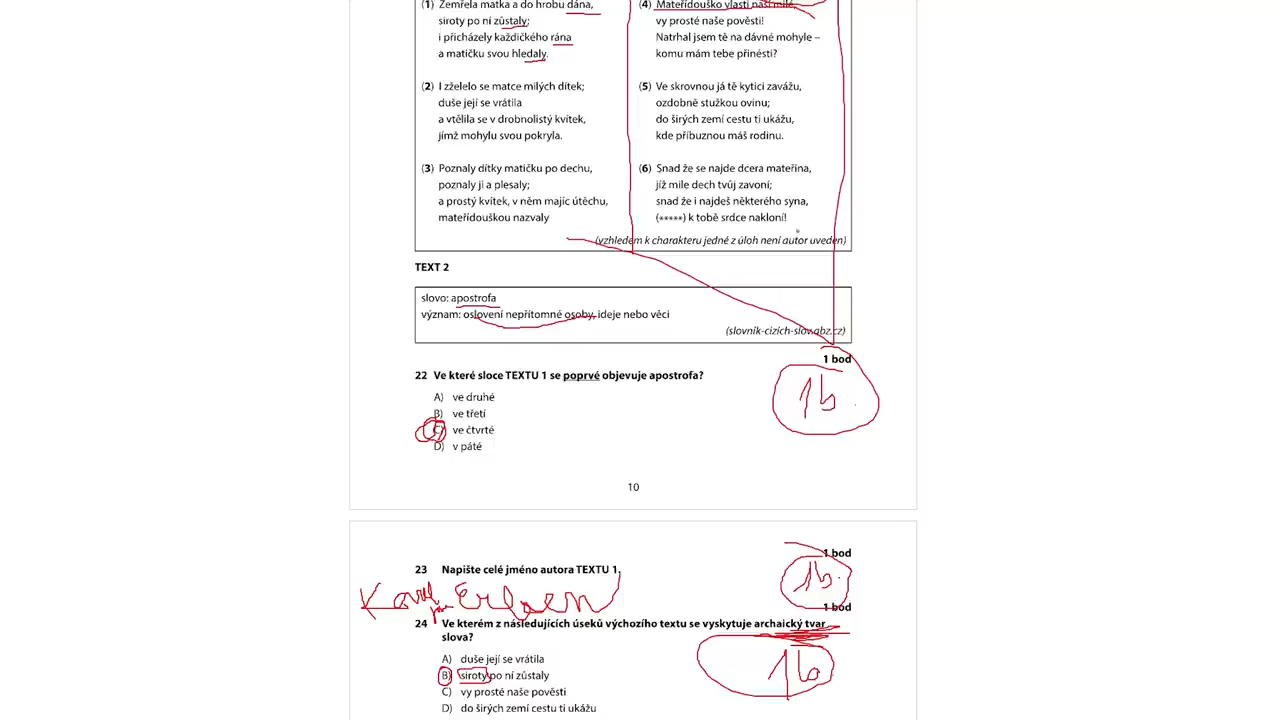 (1) Zemřela matka a do hrobu dána,
siroty po ní zůstaly;
i přicházely každičkého rána
a matičku svou hledaly.
(2) I zželelo se matce milých dítek;
duše její se vrátila
a vtělila se v drobnolistý kvítek,
jímž mohylu svou pokryla.
(3) Poznaly dítky matičku po dechu,
poznaly ji a plesaly;
a prostý kvítek, v něm majíc útěchu,
mateřídouškou nazvaly
(4) Mateřídouško vlasti naší milé,
vy prosté naše pověsti!
Natrhal jsem tě na dávné mohyle –
komu mám tebe přinésti?
(5) Ve skrovnou já tě kytici zavážu,
ozdobně stužkou ovinu;
do širých zemí cestu ti ukážu,
kde příbuznou máš rodinu.
(6) Snad že se najde dcera mateřina,
jíž mile dech tvůj zavoní;
snad že i najdeš některého syna,
(*****) k tobě srdce nakloní!
(vzhledem k charakteru jedné z úloh není autor uveden)
TEXT 2
slovo: apostrofa
význam: oslovení nepřítomné osoby, ideje nebo věci
(slovnik-cizich-slov.abz.cz)
1 bod
22 Ve které sloce TEXTU 1 se poprvé objevuje apostrofa?
1b
A) ve druhé
B) ve třetí
C) ve čtvrté
D) v páté
10
1 bod
23 Napište celé jméno autora TEXTU 1.
1b.
Karel Erben
1 bod
24 Ve kterém z následujících úseků výchozího textu se vyskytuje archaický tvar
slova?
1b
A) duše její se vrátila
B) siroty po ní zůstaly
C) vy prosté naše pověsti
D) do širých zemí cestu ti ukážu